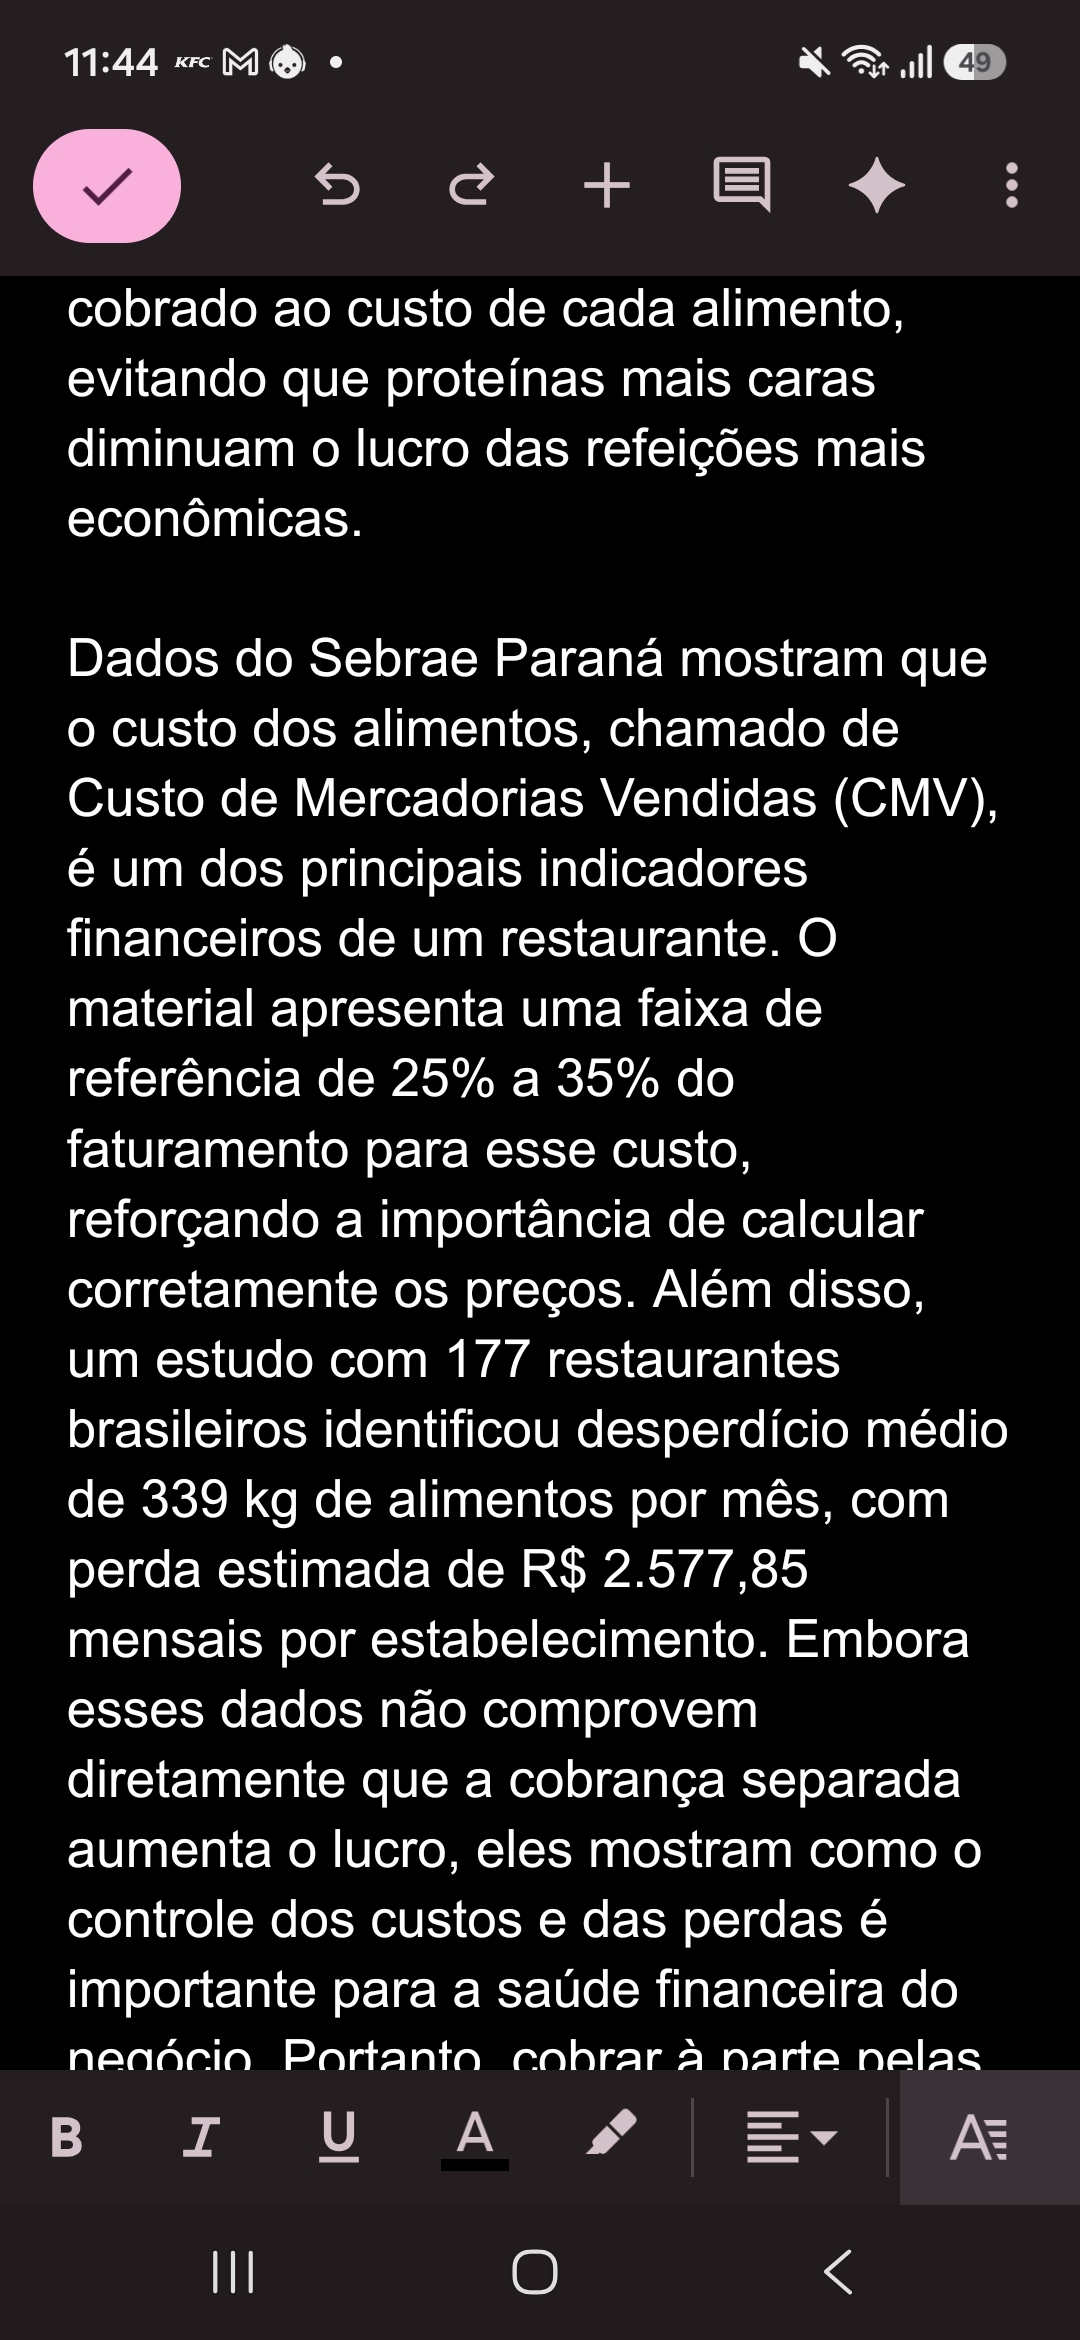 11:44 KFC 49
cobrado ao custo de cada alimento,
evitando que proteínas mais caras
diminuam o lucro das refeições mais
econômicas.
Dados do Sebrae Paraná mostram que
o custo dos alimentos, chamado de
Custo de Mercadorias Vendidas (CMV),
é um dos principais indicadores
financeiros de um restaurante. O
material apresenta uma faixa de
referência de 25% a 35% do
faturamento para esse custo,
reforçando a importância de calcular
corretamente os preços. Além disso,
um estudo com 177 restaurantes
brasileiros identificou desperdício médio
de 339 kg de alimentos por mês, com
perda estimada de R$ 2.577,85
mensais por estabelecimento. Embora
esses dados não comprovem
diretamente que a cobrança separada
aumenta o lucro, eles mostram como o
controle dos custos e das perdas é
importante para a saúde financeira do
negócio. Portanto, cobrar à parte pelas
B I U A A